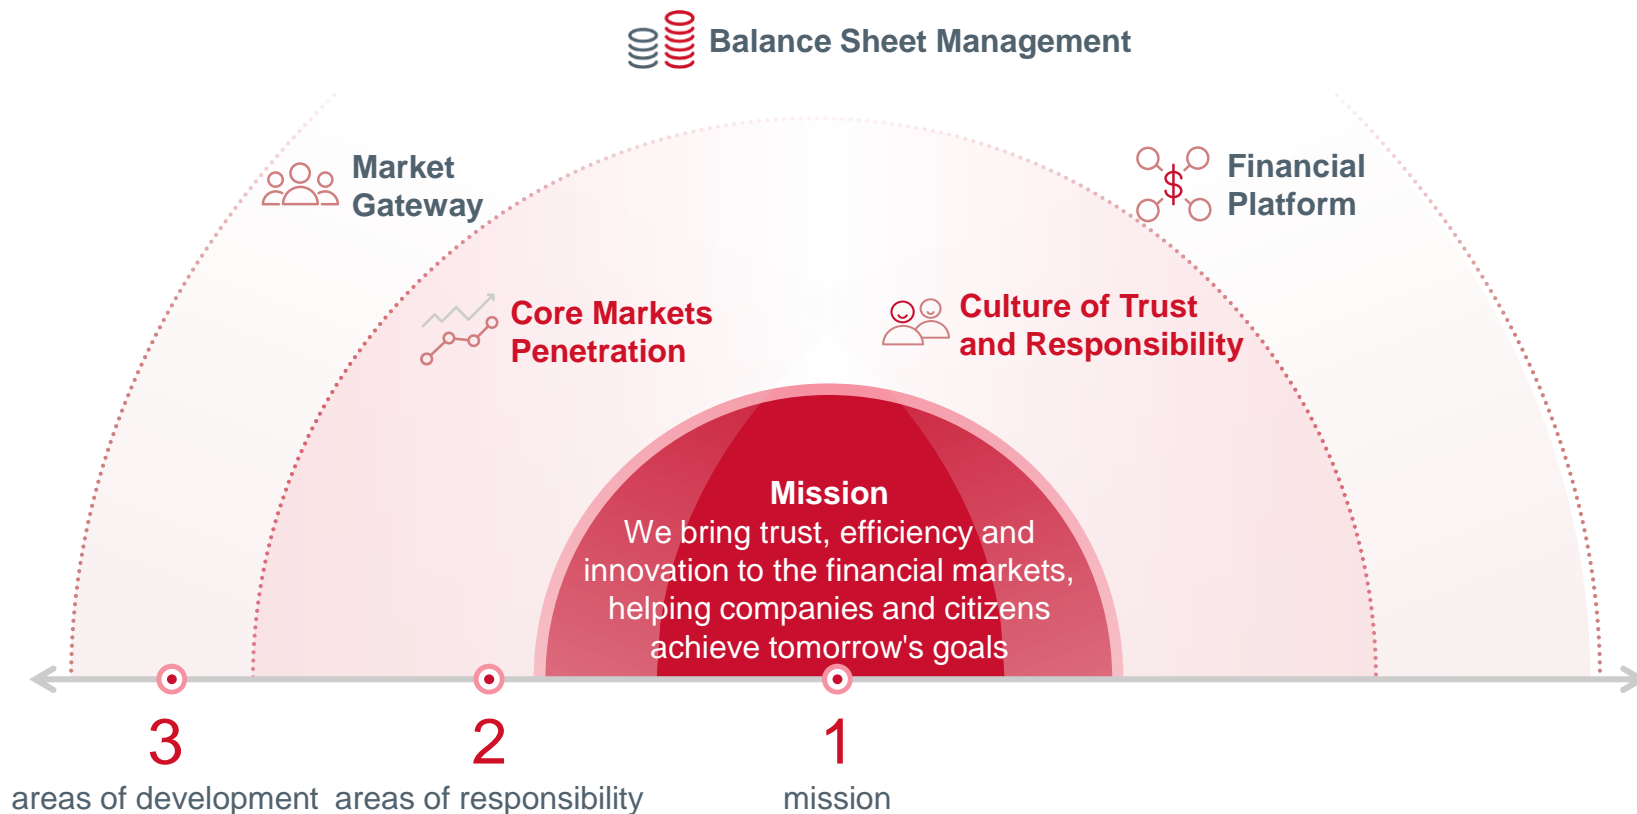 Balance Sheet Management
Market
Gateway
Financial
Platform
Core Markets
Penetration
Culture of Trust
and Responsibility
Mission
We bring trust, efficiency and
innovation to the financial markets,
helping companies and citizens
achieve tomorrow's goals
3
areas of development
2
areas of responsibility
1
mission